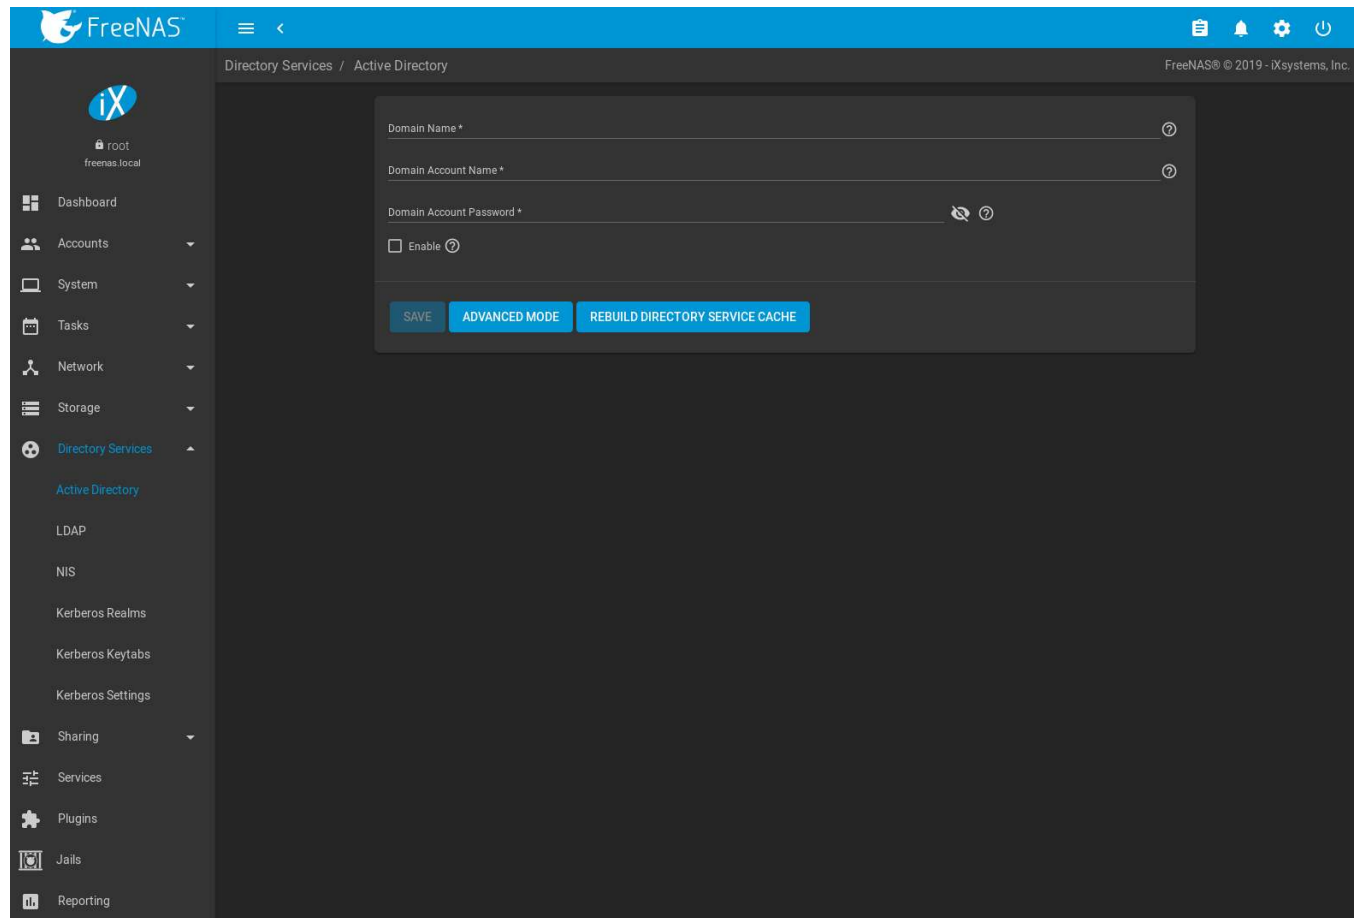 FreeNAS™
Directory Services / Active Directory
FreeNAS® © 2019 - iXsystems, Inc.
iX
root
freenas.local
Dashboard
Accounts
System
Tasks
Network
Storage
Directory Services
Active Directory
LDAP
NIS
Kerberos Realms
Kerberos Keytabs
Kerberos Settings
Sharing
Services
Plugins
Jails
Reporting
Domain Name *
Domain Account Name *
Domain Account Password *
Enable
SAVE
ADVANCED MODE
REBUILD DIRECTORY SERVICE CACHE